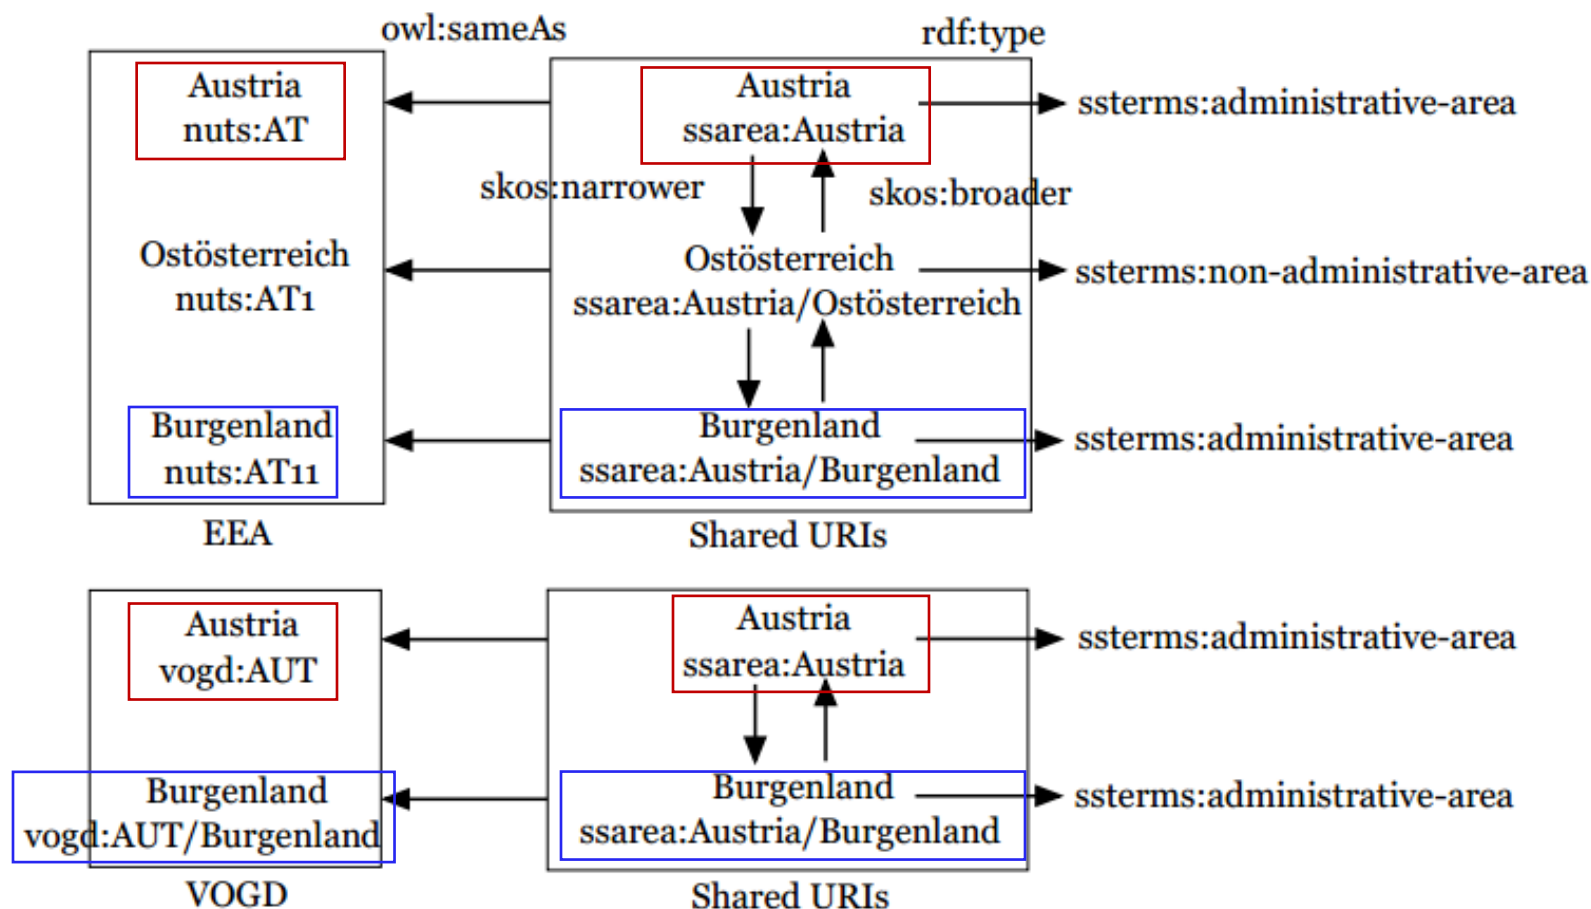 owl:sameAs
rdf:type
Austria
nuts:AT
Austria
ssarea:Austria
ssterms:administrative-area
skos:narrower
skos:broader
Ostösterreich
nuts:AT1
Ostösterreich
ssarea:Austria/Ostösterreich
ssterms:non-administrative-area
Burgenland
nuts:AT11
Burgenland
ssarea:Austria/Burgenland
ssterms:administrative-area
EEA
Shared URIs
Austria
vogd:AUT
Austria
ssarea:Austria
ssterms:administrative-area
Burgenland
vogd:AUT/Burgenland
Burgenland
ssarea:Austria/Burgenland
ssterms:administrative-area
VOGD
Shared URIs